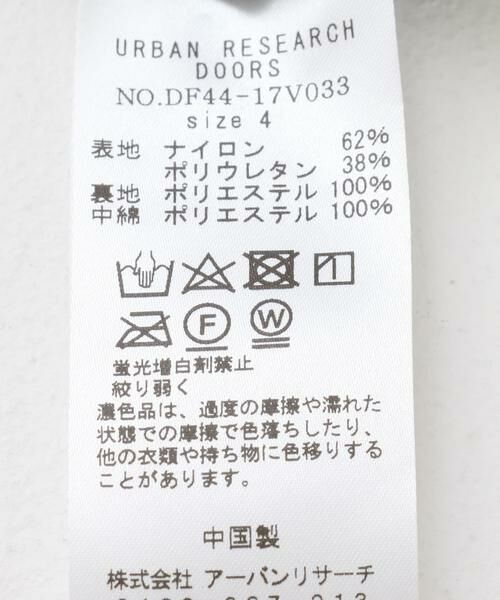 URBAN RESEARCH
DOORS
NO.DF44-17V033
size 4
表地 ナイロン 62%
ポリウレタン 38%
裏地 ポリエステル 100%
中綿 ポリエステル 100%
F W
蛍光増白剤禁止
絞り弱く
濃色品は、過度の摩擦や濡れた
状態での摩擦で色落ちしたり、
他の衣類や持ち物に色移りする
ことがあります。
中国製
株式会社 アーバンリサーチ